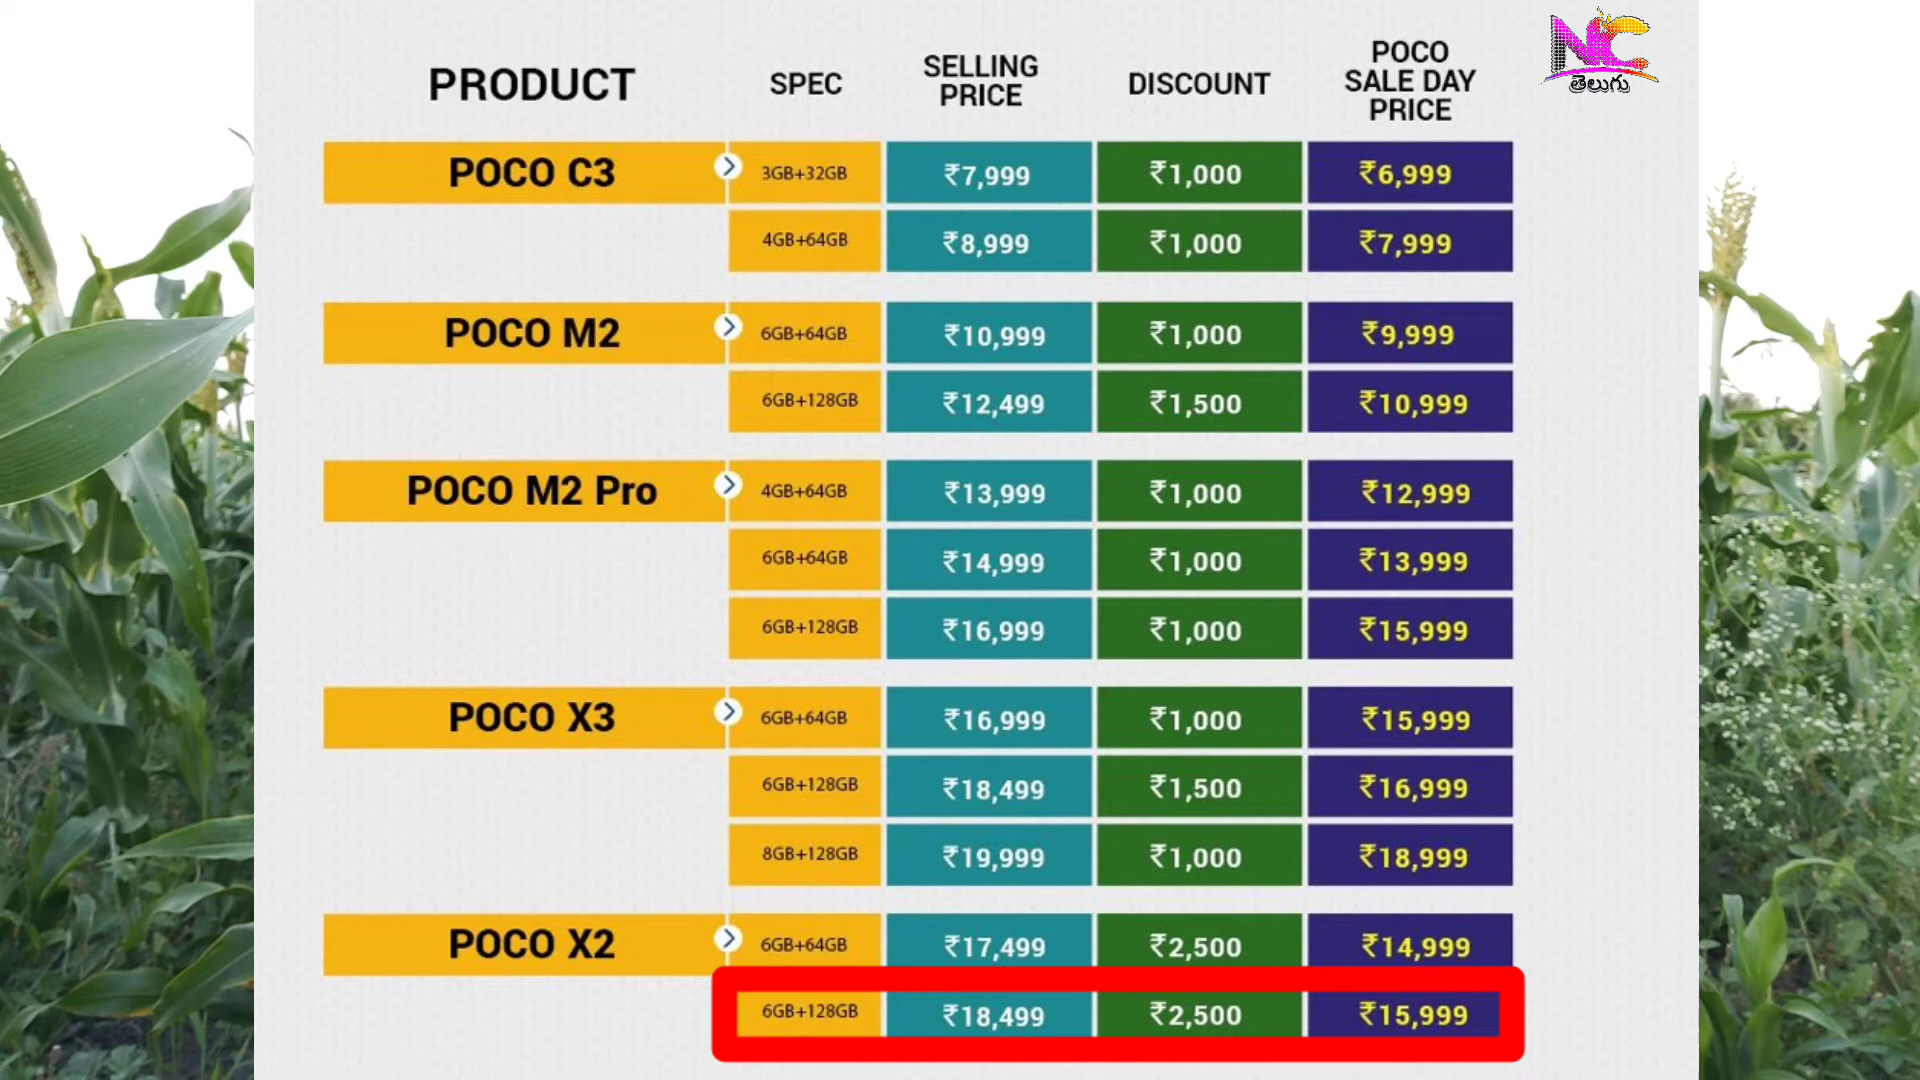 NC
తెలుగు
PRODUCT SPEC SELLING PRICE DISCOUNT POCO SALE DAY PRICE
POCO C3 3GB+32GB ₹7,999 ₹1,000 ₹6,999
4GB+64GB ₹8,999 ₹1,000 ₹7,999
POCO M2 6GB+64GB ₹10,999 ₹1,000 ₹9,999
6GB+128GB ₹12,499 ₹1,500 ₹10,999
POCO M2 Pro 4GB+64GB ₹13,999 ₹1,000 ₹12,999
6GB+64GB ₹14,999 ₹1,000 ₹13,999
6GB+128GB ₹16,999 ₹1,000 ₹15,999
POCO X3 6GB+64GB ₹16,999 ₹1,000 ₹15,999
6GB+128GB ₹18,499 ₹1,500 ₹16,999
8GB+128GB ₹19,999 ₹1,000 ₹18,999
POCO X2 6GB+64GB ₹17,499 ₹2,500 ₹14,999
6GB+128GB ₹18,499 ₹2,500 ₹15,999